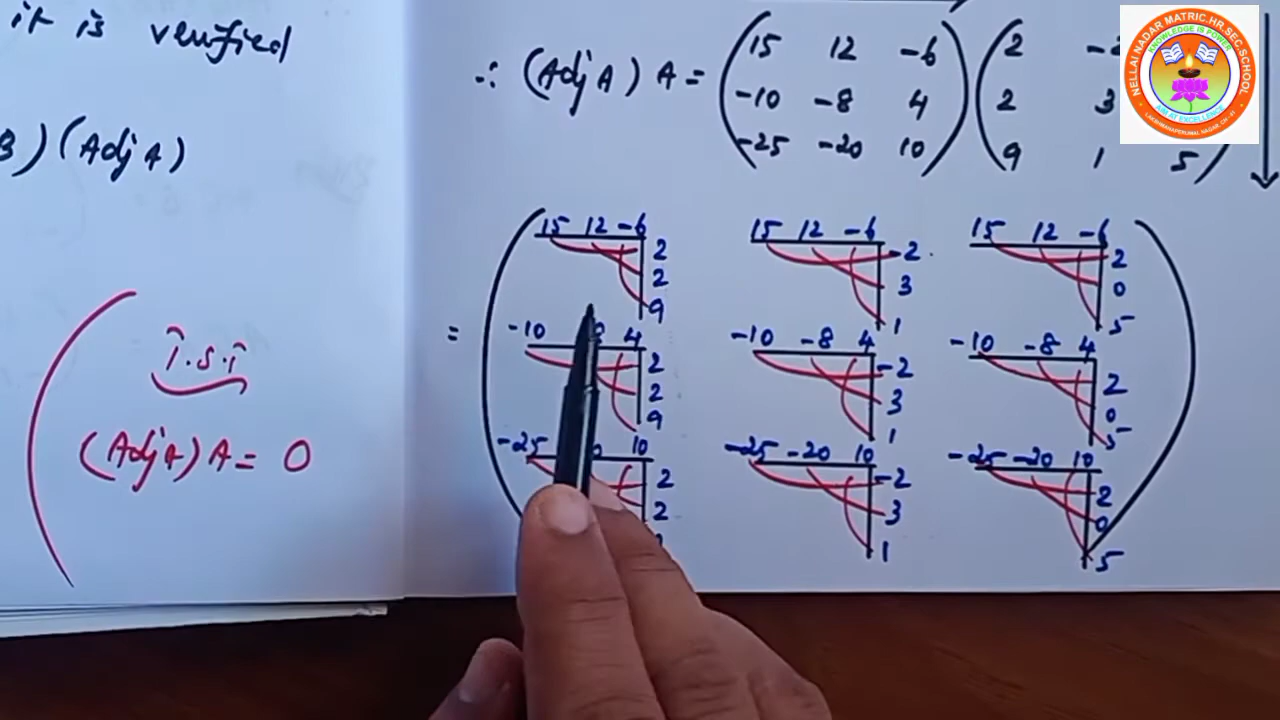 it is verified
B) (Adj A)
T.S.T
(Adj A) A = 0
∴ (Adj A) A = ( 15 12 -6 ) ( 2 -2
-10 -8 4 2 3
-25 -20 10 9 1 5
= ( 15 12 -6 15 12 -6 15 12 -6 )
2 -2 2
2 3 0
9 1 5
-10 4 -10 -8 4 -10 -8 4
2 -2 2
2 3 0
9 1 5
-25 10 -25 -20 10 -25 -20 10
2 -2 2
2 3 0
1 5
NELLAI NADAR MATRIC.HR.SEC.SCHOOL
KNOWLEDGE IS POWER
AIM AT EXCELLENCE